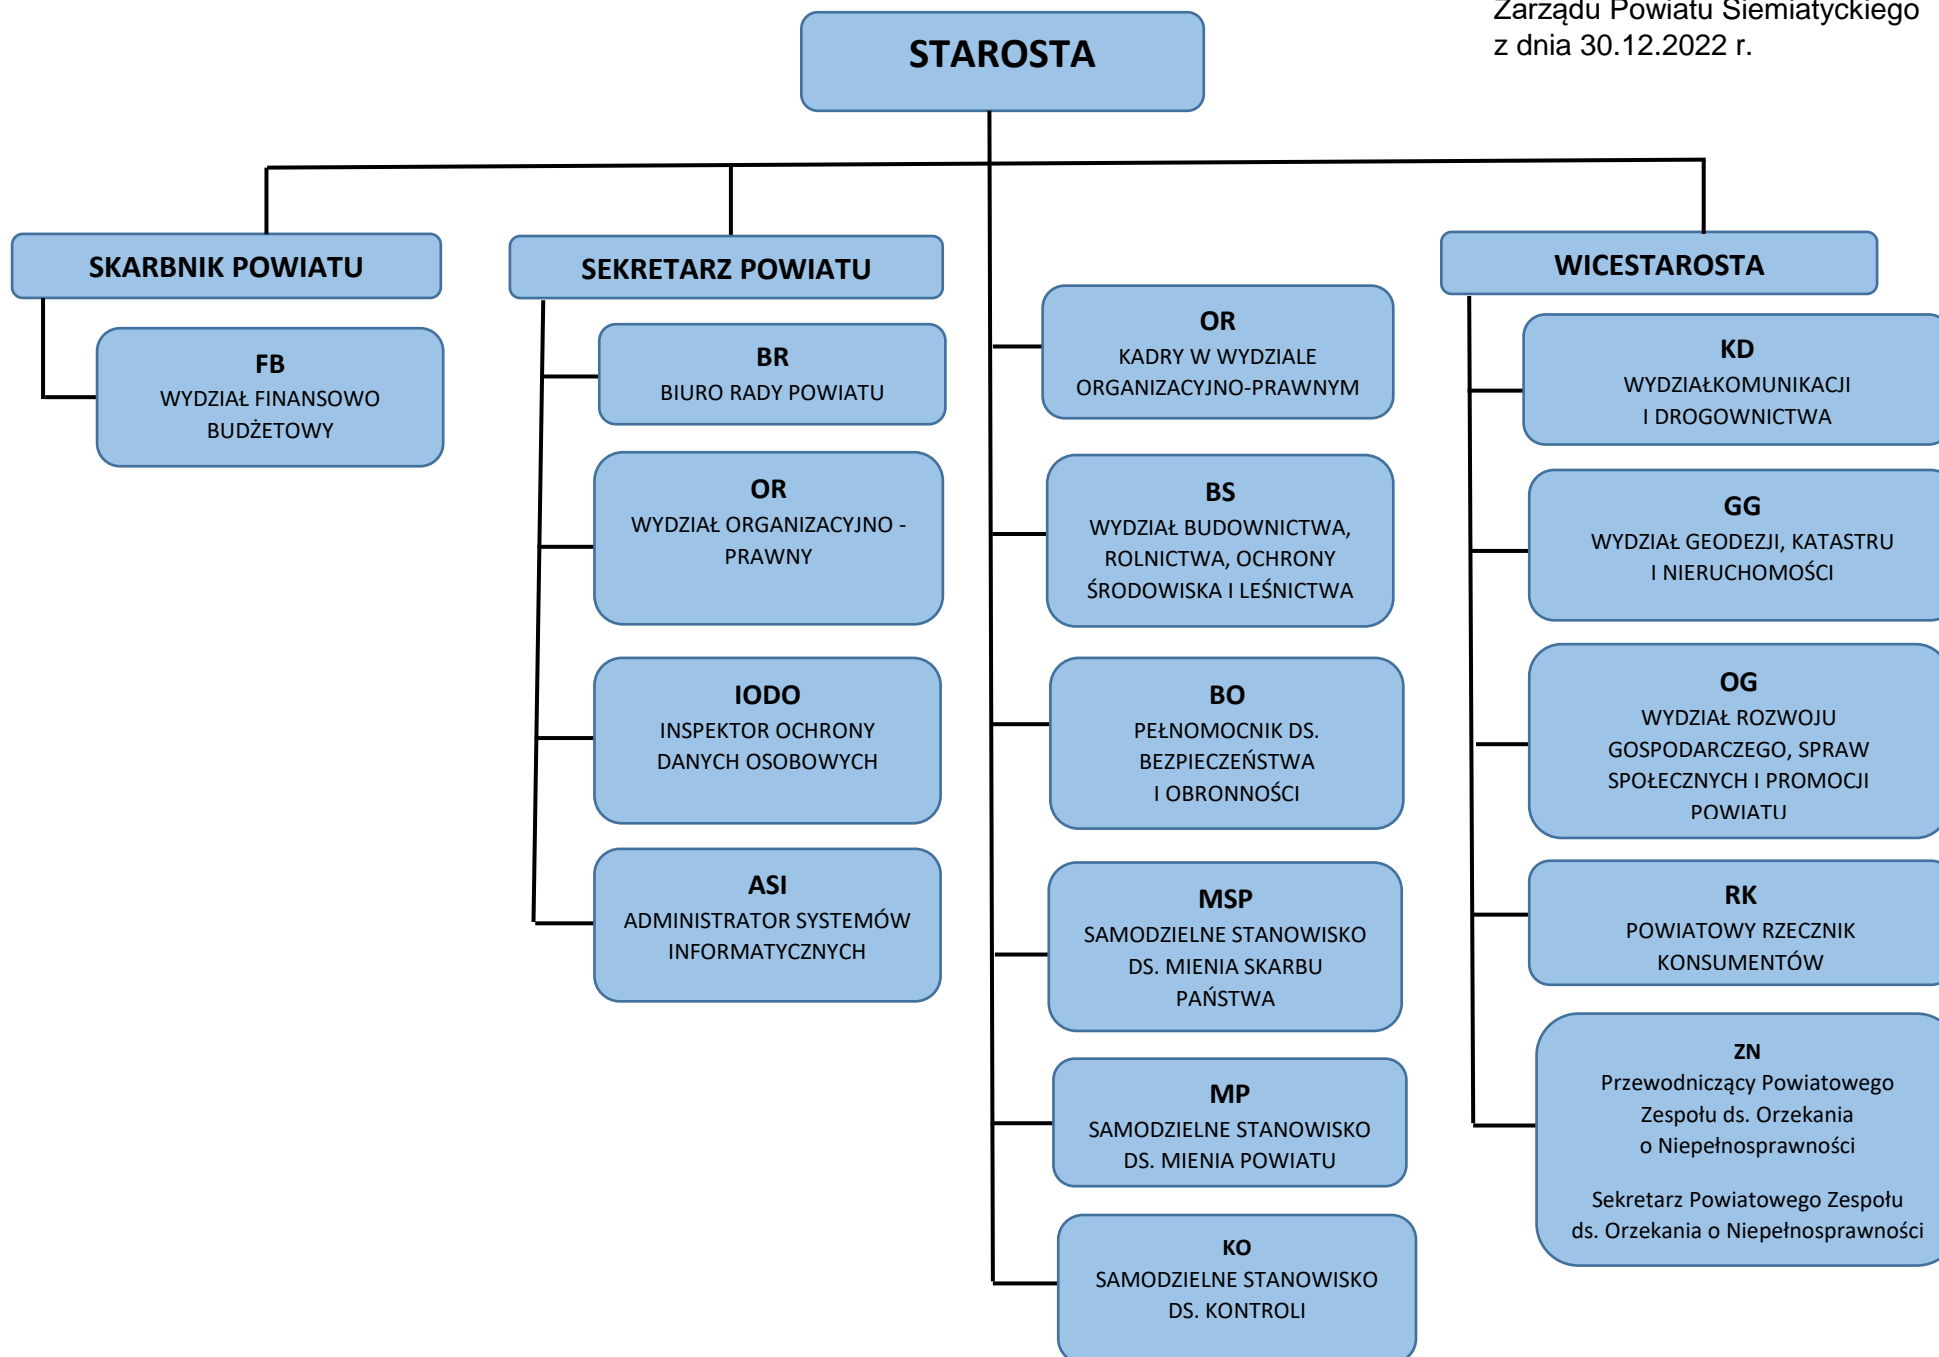 Zarządu Powiatu Siemiatyckiego
z dnia 30.12.2022 r.
STAROSTA
SKARBNIK POWIATU
FB
WYDZIAŁ FINANSOWO
BUDŻETOWY
SEKRETARZ POWIATU
BR
BIURO RADY POWIATU
OR
WYDZIAŁ ORGANIZACYJNO -
PRAWNY
IODO
INSPEKTOR OCHRONY
DANYCH OSOBOWYCH
ASI
ADMINISTRATOR SYSTEMÓW
INFORMATYCZNYCH
OR
KADRY W WYDZIALE
ORGANIZACYJNO-PRAWNYM
BS
WYDZIAŁ BUDOWNICTWA,
ROLNICTWA, OCHRONY
ŚRODOWISKA I LEŚNICTWA
BO
PEŁNOMOCNIK DS.
BEZPIECZEŃSTWA
I OBRONNOŚCI
MSP
SAMODZIELNE STANOWISKO
DS. MIENIA SKARBU
PAŃSTWA
MP
SAMODZIELNE STANOWISKO
DS. MIENIA POWIATU
KO
SAMODZIELNE STANOWISKO
DS. KONTROLI
WICESTAROSTA
KD
WYDZIAŁKOMUNIKACJI
I DROGOWNICTWA
GG
WYDZIAŁ GEODEZJI, KATASTRU
I NIERUCHOMOŚCI
OG
WYDZIAŁ ROZWOJU
GOSPODARCZEGO, SPRAW
SPOŁECZNYCH I PROMOCJI
POWIATU
RK
POWIATOWY RZECZNIK
KONSUMENTÓW
ZN
Przewodniczący Powiatowego
Zespołu ds. Orzekania
o Niepełnosprawności
Sekretarz Powiatowego Zespołu
ds. Orzekania o Niepełnosprawności